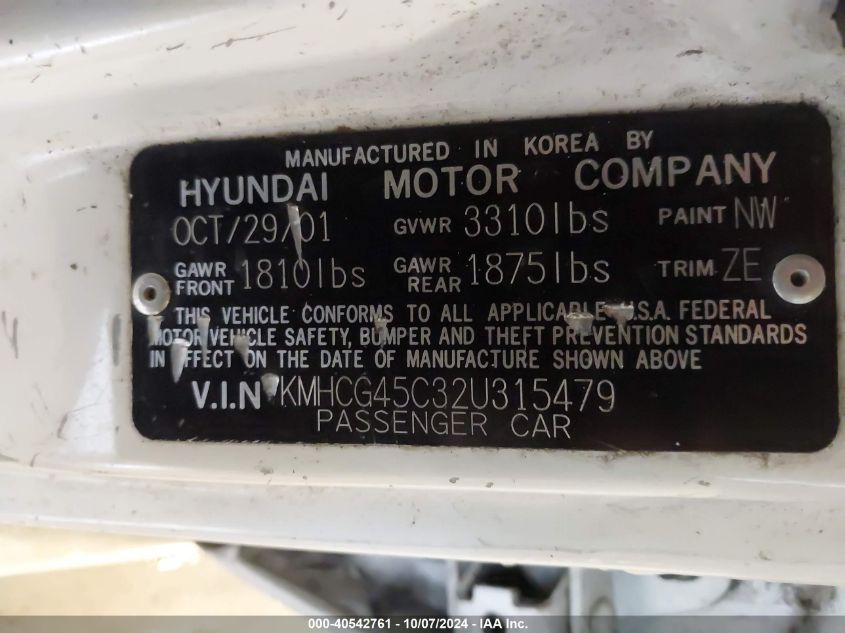 MANUFACTURED IN KOREA BY
HYUNDAI MOTOR COMPANY
OCT/29/01 GVWR 3310lbs PAINT NW
GAWR FRONT 1810lbs GAWR REAR 1875lbs TRIM ZE
THIS VEHICLE CONFORMS TO ALL APPLICABLE U.S.A. FEDERAL
MOTOR VEHICLE SAFETY, BUMPER AND THEFT PREVENTION STANDARDS
IN EFFECT ON THE DATE OF MANUFACTURE SHOWN ABOVE
V.I.N KMHCG45C32U315479
PASSENGER CAR
000-40542761 - 10/07/2024 - IAA Inc.